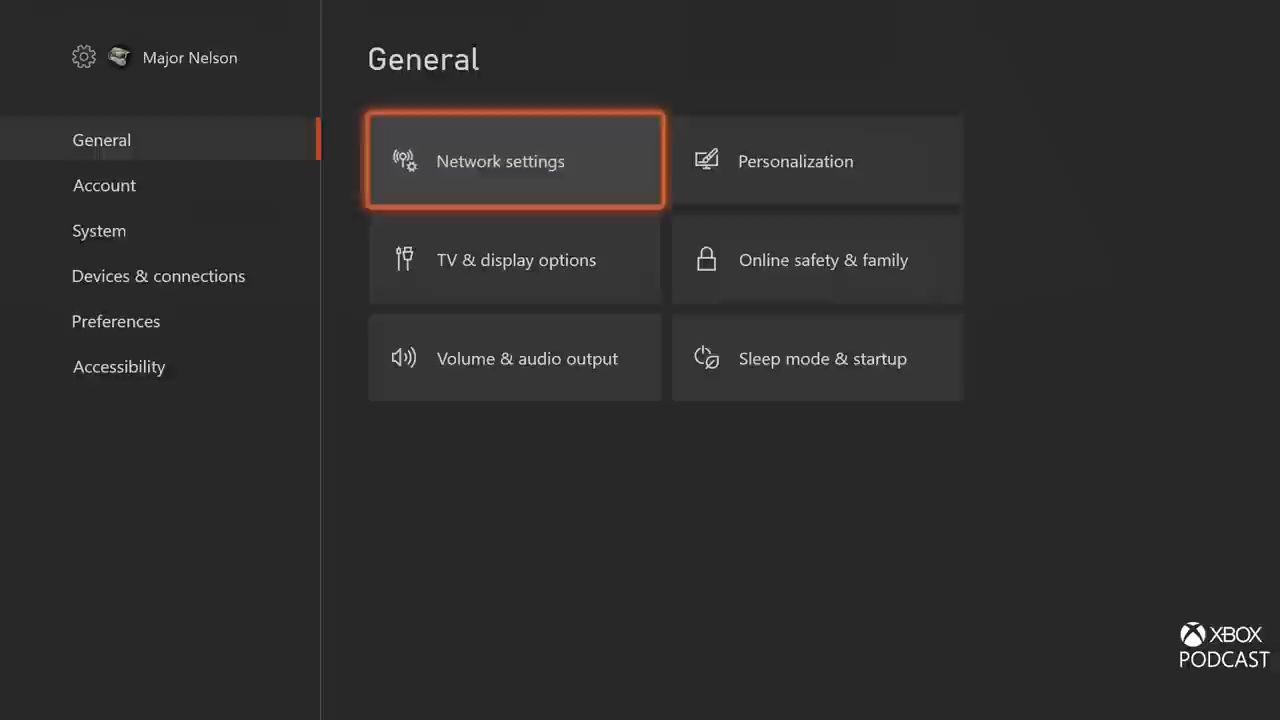 Major Nelson
General
Account
System
Devices & connections
Preferences
Accessibility
General
Network settings
Personalization
TV & display options
Online safety & family
Volume & audio output
Sleep mode & startup
XBOX
PODCAST